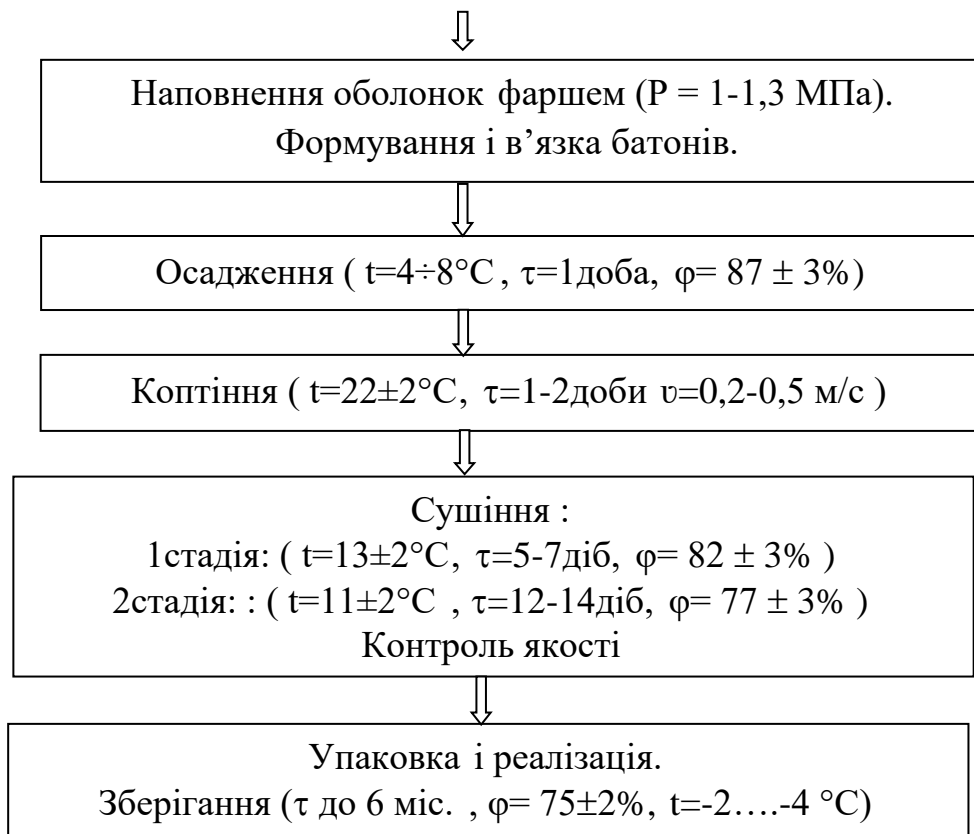 Наповнення оболонок фаршем (Р = 1-1,3 МПа).
Формування і в’язка батонів.
Осадження ( t=4÷8°C , τ=1доба, φ= 87 ± 3%)
Коптіння ( t=22±2°C, τ=1-2доби υ=0,2-0,5 м/с )
Сушіння :
1стадія: ( t=13±2°C, τ=5-7діб, φ= 82 ± 3% )
2стадія: : ( t=11±2°C , τ=12-14діб, φ= 77 ± 3% )
Контроль якості
Упаковка і реалізація.
Зберігання (τ до 6 міс. , φ= 75±2%, t=-2….-4 °C)